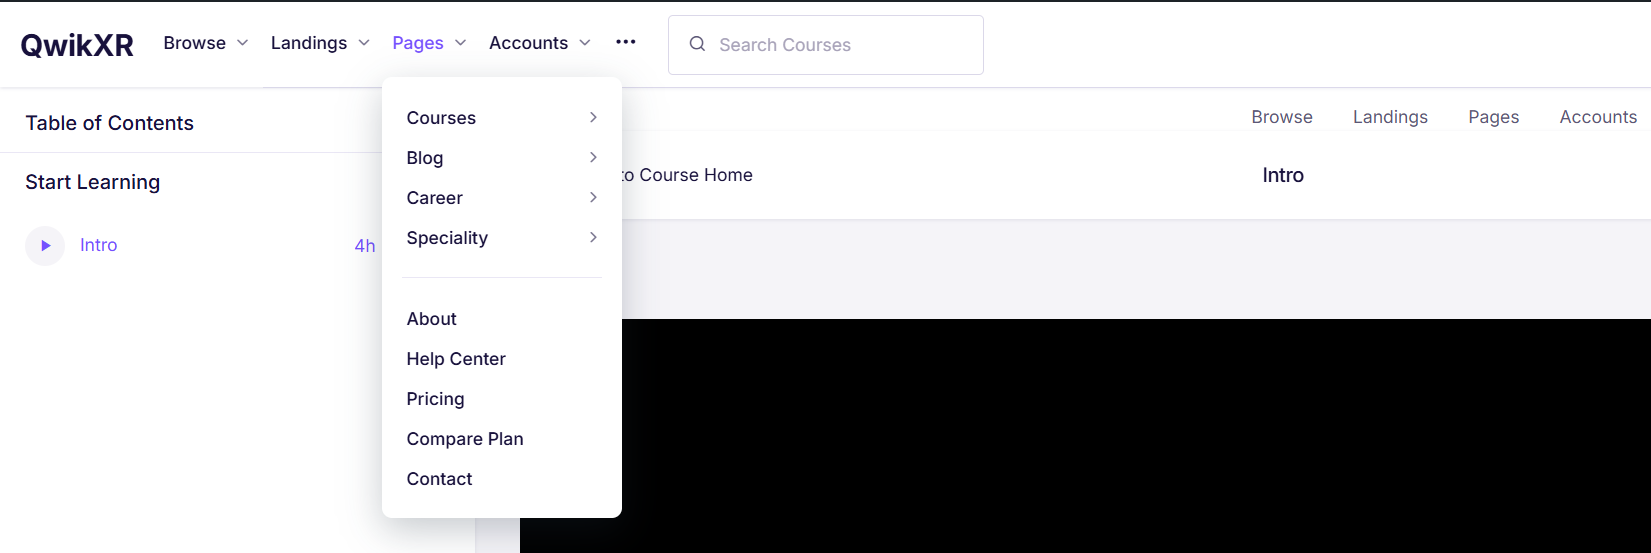 QwikXR Browse Landings Pages Accounts ••• Search Courses
Table of Contents
Start Learning
Intro 4h
Courses
Blog
Career
Speciality
About
Help Center
Pricing
Compare Plan
Contact
Browse Landings Pages Accounts
to Course Home Intro